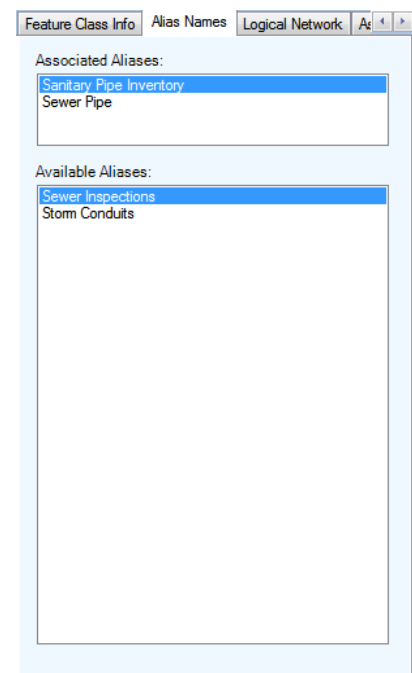 Feature Class Info Alias Names Logical Network
Associated Aliases:
Sanitary Pipe Inventory
Sewer Pipe
Available Aliases:
Sewer Inspections
Storm Conduits